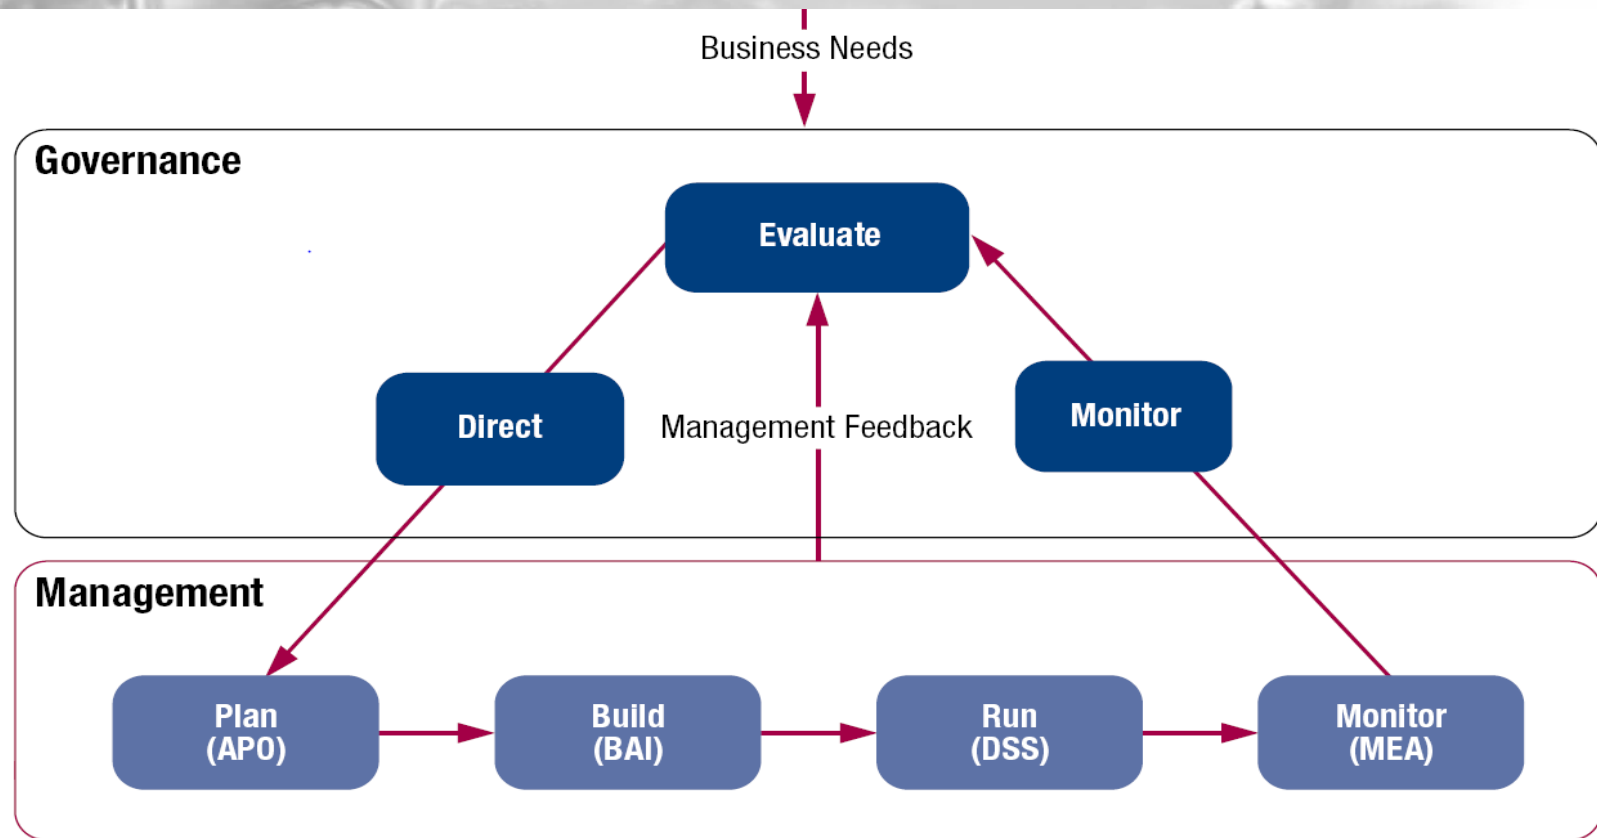 Business Needs
Governance
Evaluate
Direct
Management Feedback
Monitor
Management
Plan
(APO)
Build
(BAI)
Run
(DSS)
Monitor
(MEA)